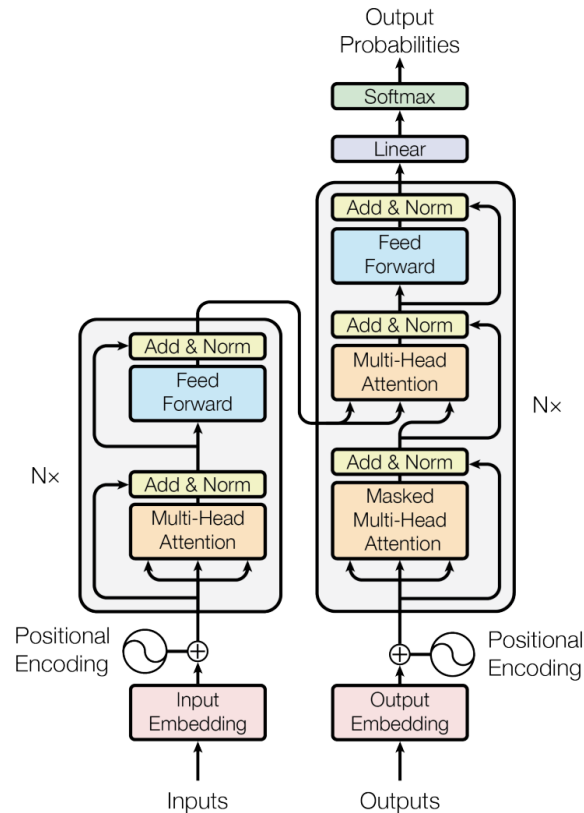 Output
Probabilities
Softmax
Linear
Add & Norm
Feed
Forward
Add & Norm
Multi-Head
Attention
Add & Norm
Masked
Multi-Head
Attention
N×
Add & Norm
Feed
Forward
Add & Norm
Multi-Head
Attention
N×
Positional
Encoding
Positional
Encoding
Input
Embedding
Output
Embedding
Inputs
Outputs